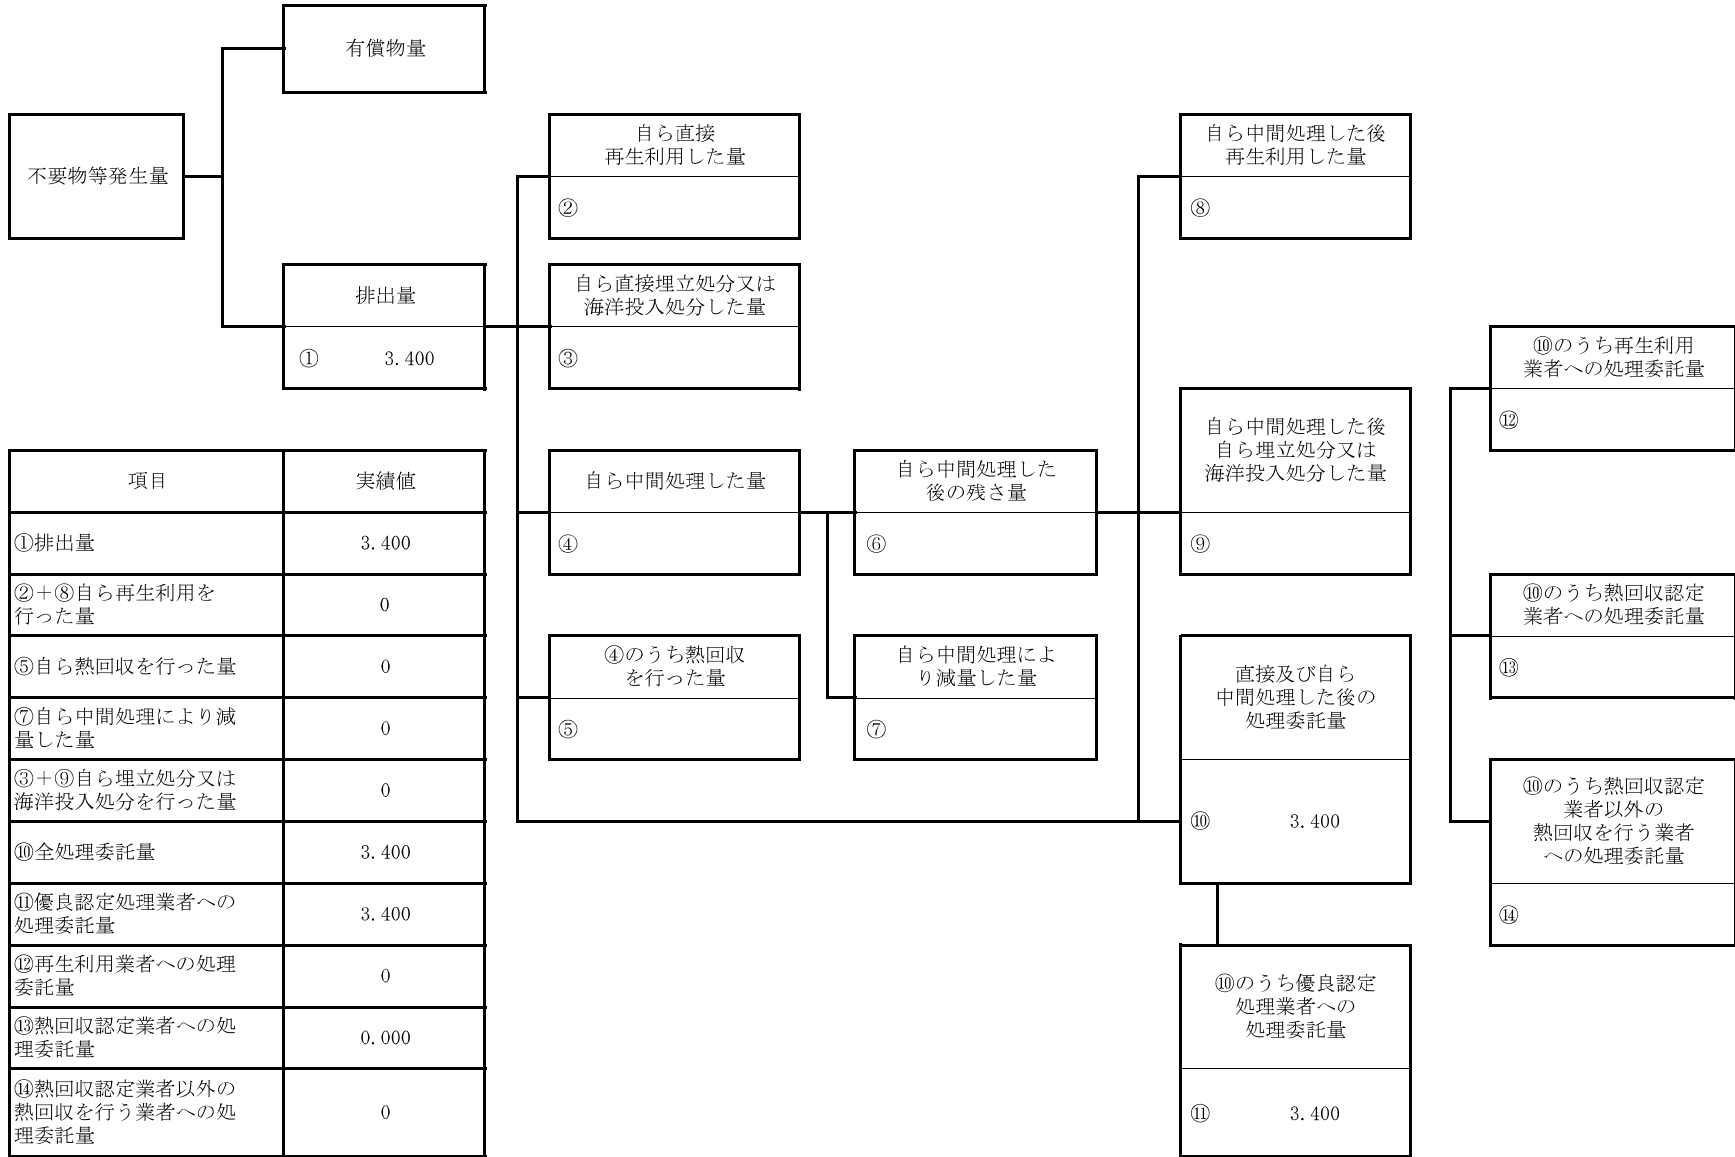 有償物量
不要物等発生量
排出量
① 3.400
自ら直接
再生利用した量
②
自ら直接埋立処分又は
海洋投入処分した量
③
自ら中間処理した量
④
④のうち熱回収
を行った量
⑤
自ら中間処理した
後の残さ量
⑥
自ら中間処理によ
り減量した量
⑦
自ら中間処理した後
再生利用した量
⑧
自ら中間処理した後
自ら埋立処分又は
海洋投入処分した量
⑨
直接及び自ら
中間処理した後の
処理委託量
⑩ 3.400
⑩のうち優良認定
処理業者への
処理委託量
⑪ 3.400
⑩のうち再生利用
業者への処理委託量
⑫
⑩のうち熱回収認定
業者への処理委託量
⑬
⑩のうち熱回収認定
業者以外の
熱回収を行う業者
への処理委託量
⑭
項目 実績値
①排出量 3.400
②＋⑧自ら再生利用を
行った量 0
⑤自ら熱回収を行った量 0
⑦自ら中間処理により減
量した量 0
③＋⑨自ら埋立処分又は
海洋投入処分を行った量 0
⑩全処理委託量 3.400
⑪優良認定処理業者への
処理委託量 3.400
⑫再生利用業者への処理
委託量 0
⑬熱回収認定業者への処
理委託量 0.000
⑭熱回収認定業者以外の
熱回収を行う業者への処
理委託量 0